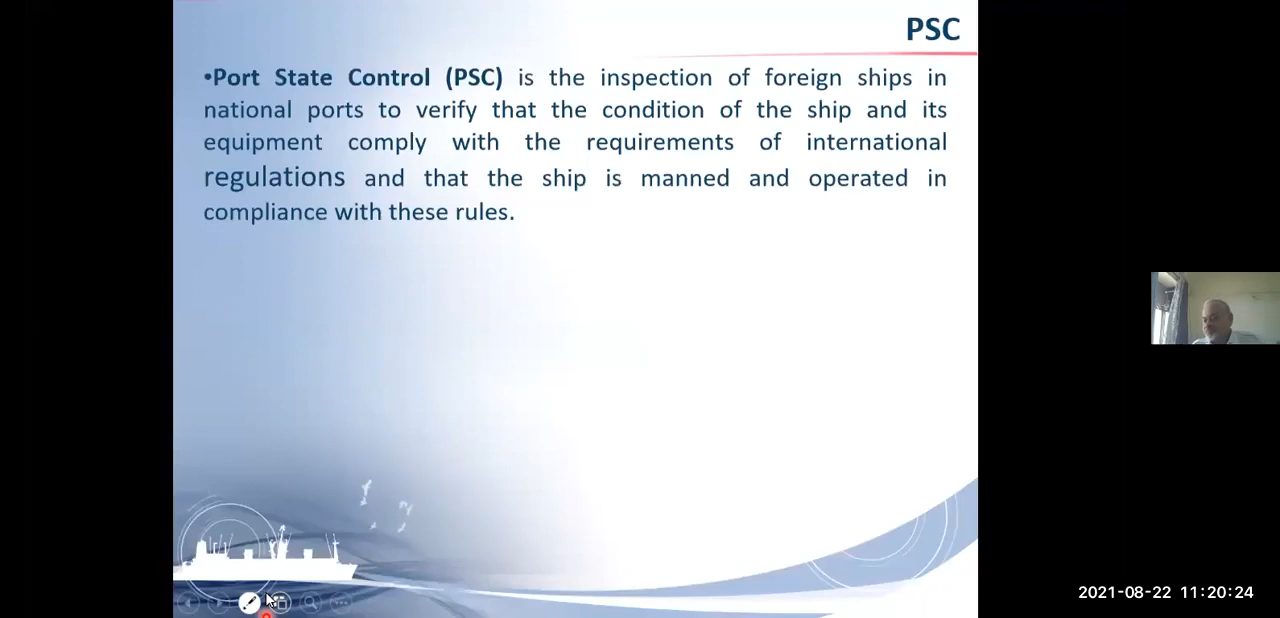 PSC
•Port State Control (PSC) is the inspection of foreign ships in
national ports to verify that the condition of the ship and its
equipment comply with the requirements of international
regulations and that the ship is manned and operated in
compliance with these rules.
2021-08-22 11:20:24